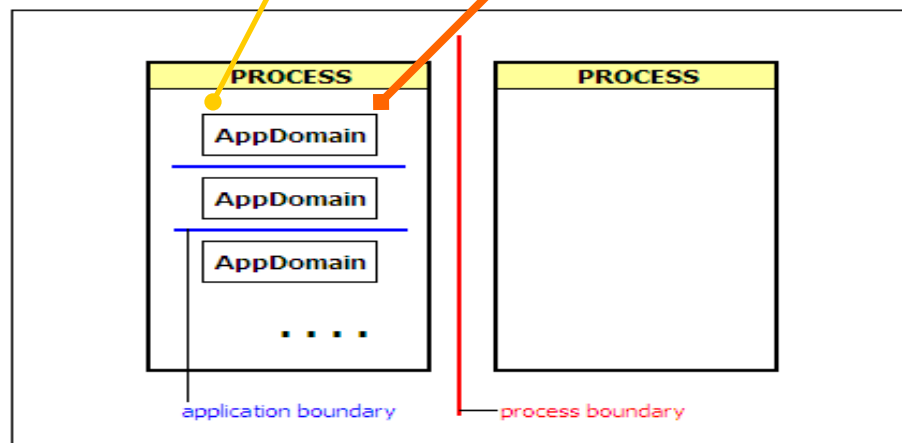 PROCESS PROCESS
AppDomain
AppDomain
AppDomain
. . . .
application boundary process boundary